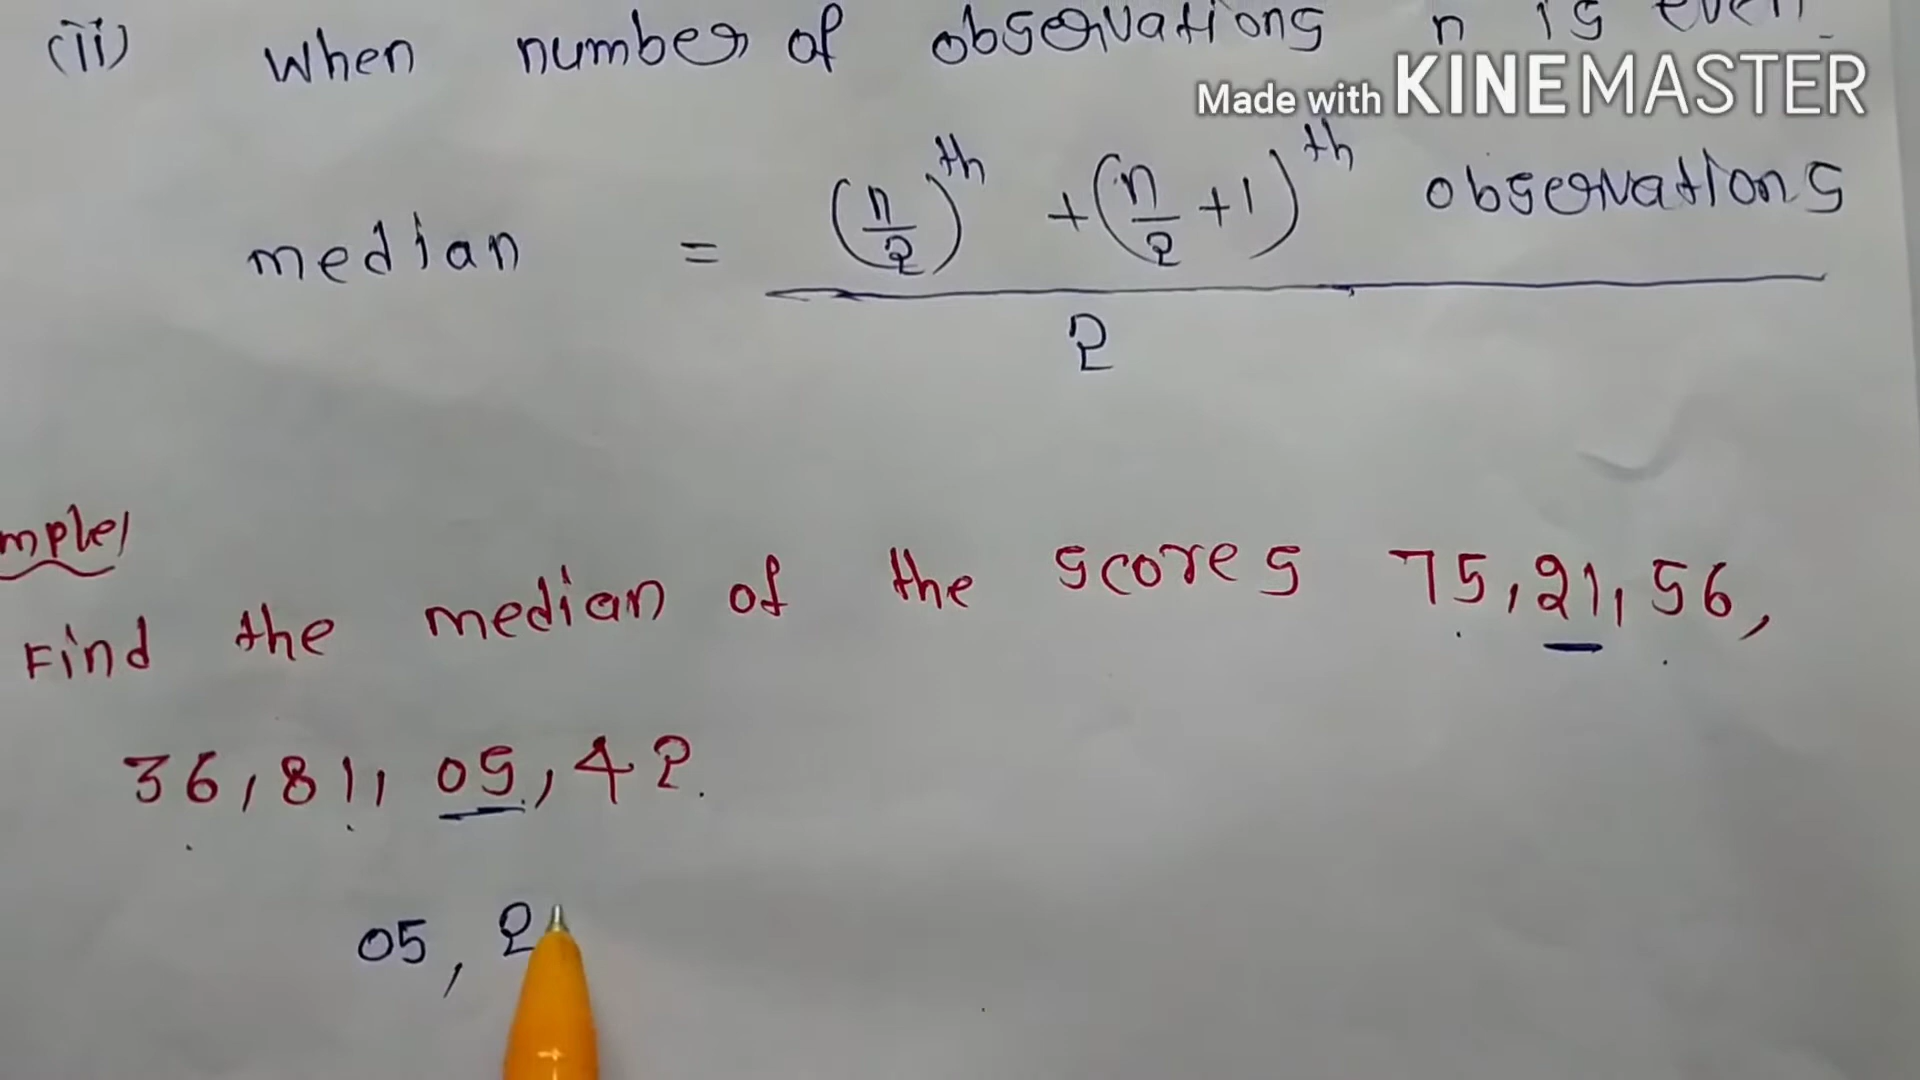 (ii) When number of observations n is even.
Made with KINEMASTER
median = (n/2)th + (n/2 +1)th observations
2
mple/
Find the median of the scores 75, 21, 56,
36, 81, 05, 42.
05, 2